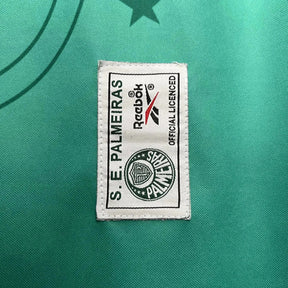 S. E. PALMEIRAS
PALMEIRAS
Reebok
OFFICIAL LICENCED